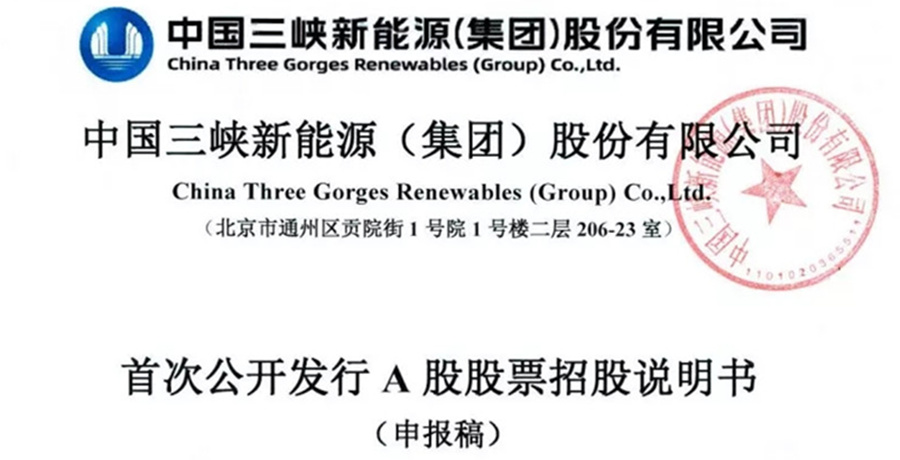 中国三峡新能源(集团)股份有限公司
China Three Gorges Renewables (Group) Co.,Ltd.
中国三峡新能源（集团）股份有限公司
China Three Gorges Renewables (Group) Co.,Ltd.
（北京市通州区贡院街 1 号院 1 号楼二层 206-23 室）
中国三峡新能源(集团)股份有限公司
1101020365511
首次公开发行 A 股股票招股说明书
（申报稿）